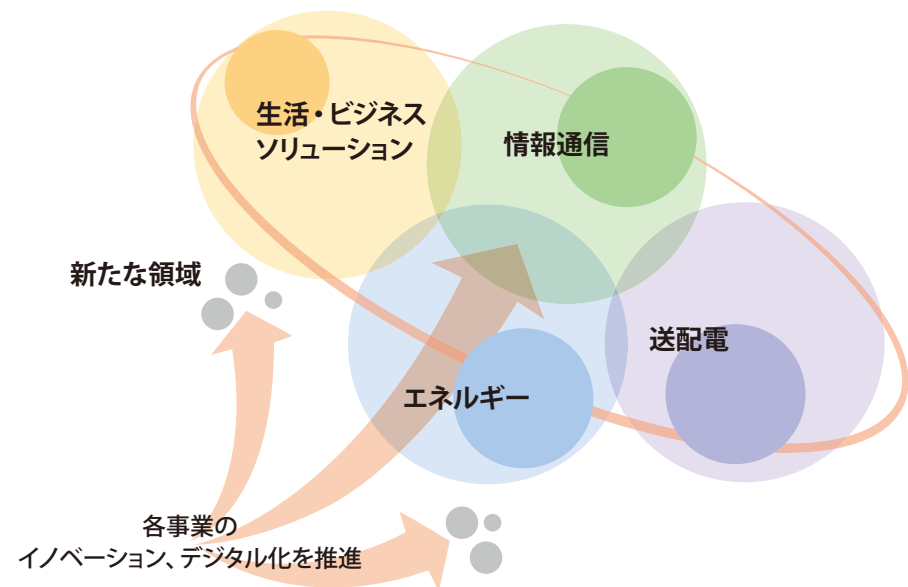 生活・ビジネス
ソリューション
情報通信
新たな領域
送配電
エネルギー
各事業の
イノベーション、デジタル化を推進